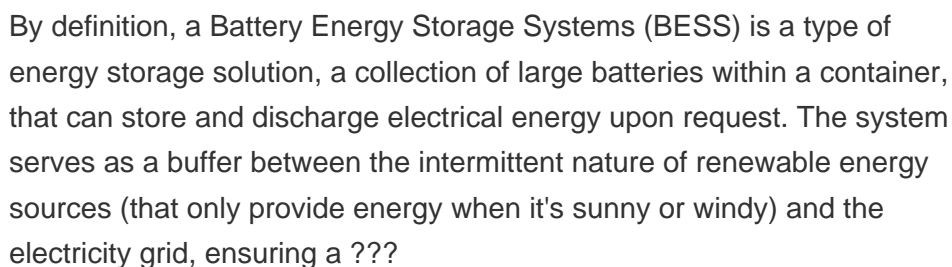 By definition, a Battery Energy Storage Systems (BESS) is a type of
energy storage solution, a collection of large batteries within a container,
that can store and discharge electrical energy upon request. The system
serves as a buffer between the intermittent nature of renewable energy
sources (that only provide energy when it's sunny or windy) and the
electricity grid, ensuring a ???